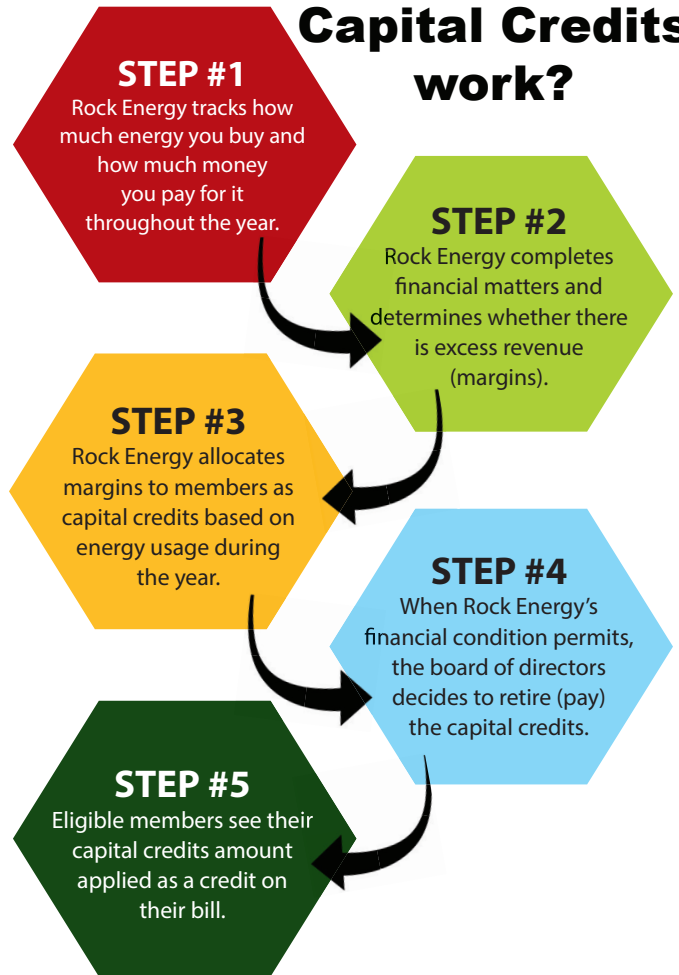 Capital Credits
work?
STEP #1
Rock Energy tracks how
much energy you buy and
how much money
you pay for it
throughout the year.
STEP #2
Rock Energy completes
financial matters and
determines whether there
is excess revenue
(margins).
STEP #3
Rock Energy allocates
margins to members as
capital credits based on
energy usage during
the year.
STEP #4
When Rock Energy’s
financial condition permits,
the board of directors
decides to retire (pay)
the capital credits.
STEP #5
Eligible members see their
capital credits amount
applied as a credit on
their bill.